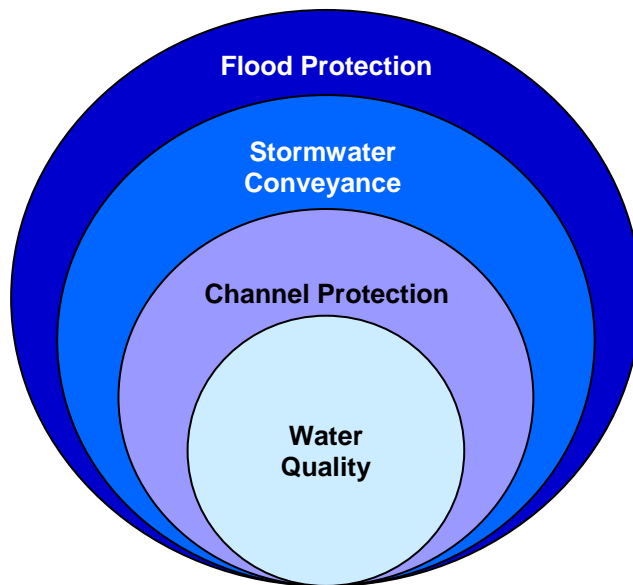 Flood Protection
Stormwater
Conveyance
Channel Protection
Water
Quality